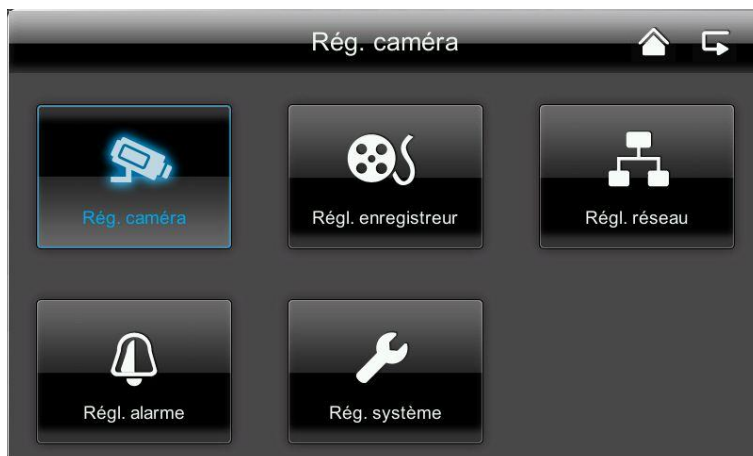 Rég. caméra
Rég. caméra
Régl. enregistreur
Régl. réseau
Régl. alarme
Rég. système